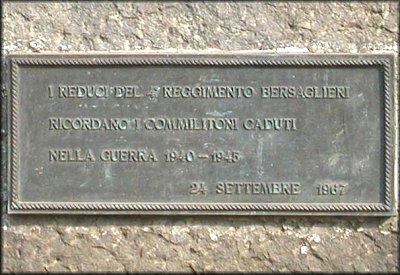 I REDUCI DEL 4° REGGIMENTO BERSAGLIERI
RICORDANO I COMMILITONI CADUTI
NELLA GUERRA 1940-1945
24 SETTEMBRE 1967